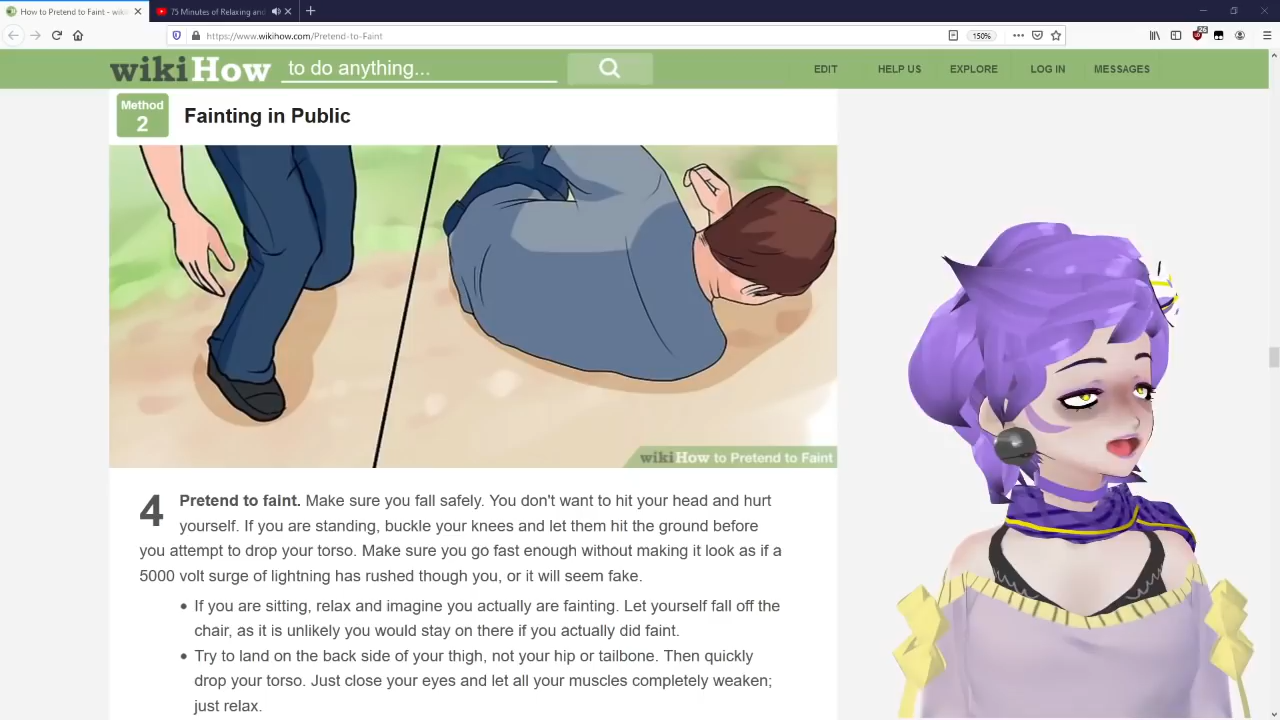 How to Pretend to Faint – wiki
75 Minutes of Relaxing and
https://www.wikihow.com/Pretend-to-Faint
150%
wikiHow to do anything...
EDIT HELP US EXPLORE LOG IN MESSAGES
Method
2
Fainting in Public
wikiHow to Pretend to Faint
4 Pretend to faint. Make sure you fall safely. You don't want to hit your head and hurt
yourself. If you are standing, buckle your knees and let them hit the ground before
you attempt to drop your torso. Make sure you go fast enough without making it look as if a
5000 volt surge of lightning has rushed though you, or it will seem fake.
• If you are sitting, relax and imagine you actually are fainting. Let yourself fall off the
chair, as it is unlikely you would stay on there if you actually did faint.
• Try to land on the back side of your thigh, not your hip or tailbone. Then quickly
drop your torso. Just close your eyes and let all your muscles completely weaken;
just relax.